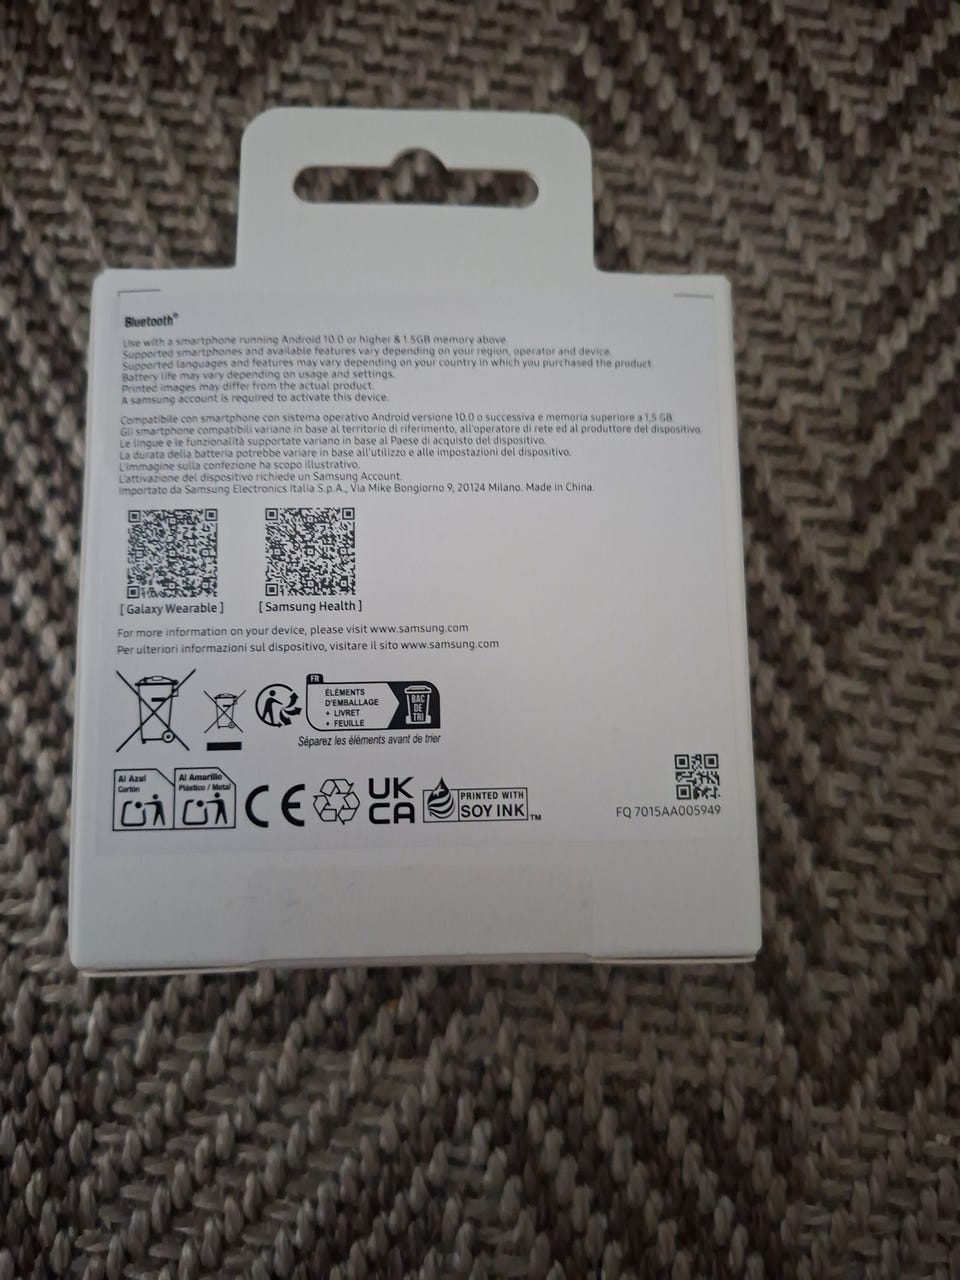 Bluetooth®
Use with a smartphone running Android 10.0 or higher & 1.5GB memory above.
Supported smartphones and available features vary depending on your region, operator and device.
Supported languages and features may vary depending on your country in which you purchased the product.
Battery life may vary depending on usage and settings.
Printed images may differ from the actual product.
A samsung account is required to activate this device.
Compatibile con smartphone con sistema operativo Android versione 10.0 o successiva e memoria superiore a 1,5 GB.
Gli smartphone compatibili variano in base al territorio di riferimento, all'operatore di rete ed al produttore del dispositivo.
Le lingue e le funzionalità supportate variano in base al Paese di acquisto del dispositivo.
La durata della batteria potrebbe variare in base all'utilizzo e alle impostazioni del dispositivo.
L'immagine sulla confezione ha scopo illustrativo.
L'attivazione del dispositivo richiede un Samsung Account.
Importato da Samsung Electronics Italia S.p.A., Via Mike Bongiorno 9, 20124 Milano. Made in China.
[ Galaxy Wearable ] [ Samsung Health ]
For more information on your device, please visit www.samsung.com
Per ulteriori informazioni sul dispositivo, visitare il sito www.samsung.com
FR
ÉLÉMENTS
D'EMBALLAGE
+ LIVRET
+ FEUILLE
BAC
DE
TRI
Séparez les éléments avant de trier
Al Azul
Cartón
Al Amarillo
Plástico / Metal
CE
UK
CA
PRINTED WITH
SOY INK™
FQ 7015AA005949